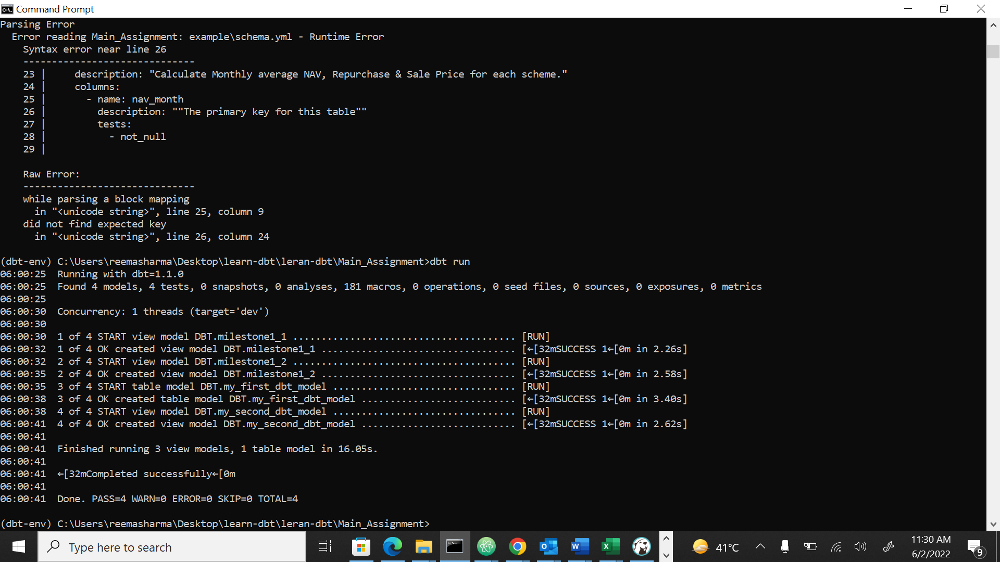 Command Prompt
Parsing Error
Error reading Main_Assignment: example\schema.yml - Runtime Error
Syntax error near line 26
------------------------------
23 |     description: "Calculate Monthly average NAV, Repurchase & Sale Price for each scheme."
24 |     columns:
25 |       - name: nav_month
26 |         description: ""The primary key for this table""
27 |         tests:
28 |           - not_null
29 |
Raw Error:
------------------------------
while parsing a block mapping
in "<unicode string>", line 25, column 9
did not find expected key
in "<unicode string>", line 26, column 24
(dbt-env) C:\Users\reemasharma\Desktop\learn-dbt\leran-dbt\Main_Assignment>dbt run
06:00:25  Running with dbt=1.1.0
06:00:25  Found 4 models, 4 tests, 0 snapshots, 0 analyses, 181 macros, 0 operations, 0 seed files, 0 sources, 0 exposures, 0 metrics
06:00:25
06:00:30  Concurrency: 1 threads (target='dev')
06:00:30
06:00:30  1 of 4 START view model DBT.milestone1_1 ....................................... [RUN]
06:00:32  1 of 4 OK created view model DBT.milestone1_1 .................................. [←[32mSUCCESS 1←[0m in 2.26s]
06:00:32  2 of 4 START view model DBT.milestone1_2 ....................................... [RUN]
06:00:35  2 of 4 OK created view model DBT.milestone1_2 .................................. [←[32mSUCCESS 1←[0m in 2.58s]
06:00:35  3 of 4 START table model DBT.my_first_dbt_model ................................ [RUN]
06:00:38  3 of 4 OK created table model DBT.my_first_dbt_model ........................... [←[32mSUCCESS 1←[0m in 3.40s]
06:00:38  4 of 4 START view model DBT.my_second_dbt_model ................................ [RUN]
06:00:41  4 of 4 OK created view model DBT.my_second_dbt_model ........................... [←[32mSUCCESS 1←[0m in 2.62s]
06:00:41
06:00:41  Finished running 3 view models, 1 table model in 16.05s.
06:00:41
06:00:41  ←[32mCompleted successfully←[0m
06:00:41
06:00:41  Done. PASS=4 WARN=0 ERROR=0 SKIP=0 TOTAL=4
(dbt-env) C:\Users\reemasharma\Desktop\learn-dbt\leran-dbt\Main_Assignment>
Type here to search
41°C
11:30 AM
6/2/2022
9